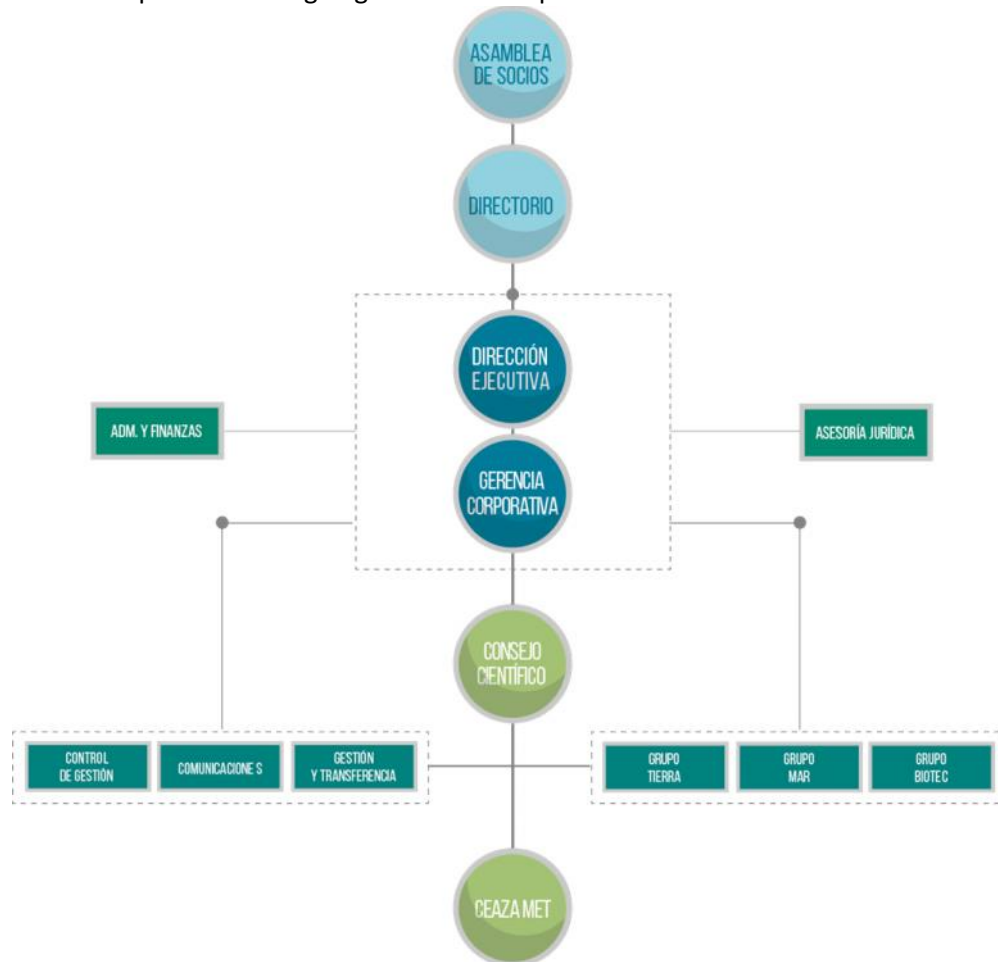 ASAMBLEA
DE SOCIOS
DIRECTORIO
DIRECCIÓN
EJECUTIVA
ADM. Y FINANZAS
ASESORÍA JURÍDICA
GERENCIA
CORPORATIVA
CONSEJO
CIENTÍFICO
CONTROL
DE GESTIÓN
COMUNICACIONES
GESTIÓN
Y TRANSFERENCIA
GRUPO
TIERRA
GRUPO
MAR
GRUPO
BIOTEC
CEAZA MET